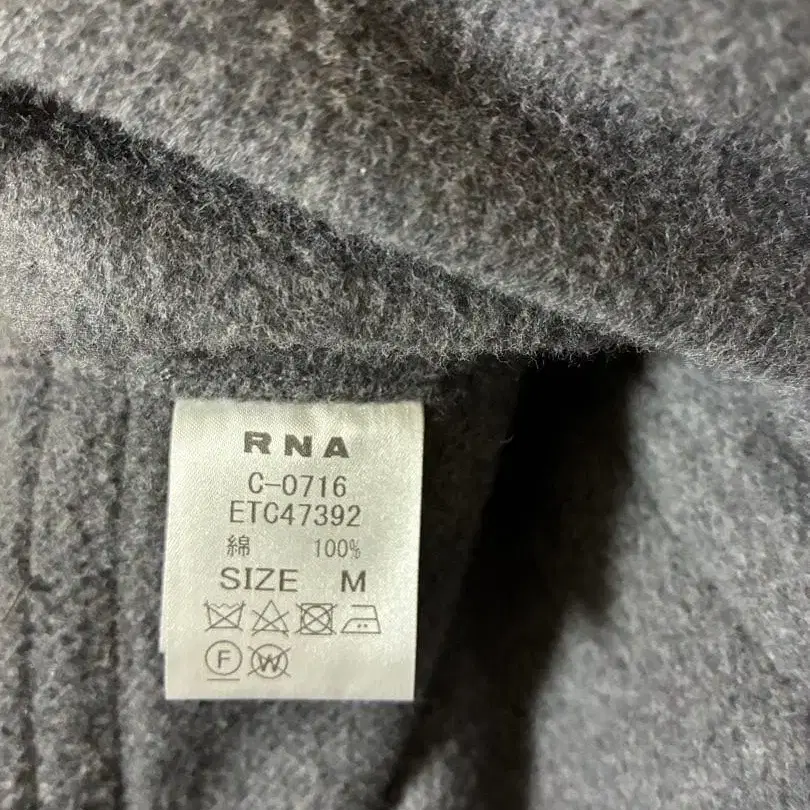 RNA
C-0716
ETC47392
綿 100%
SIZE M
F W